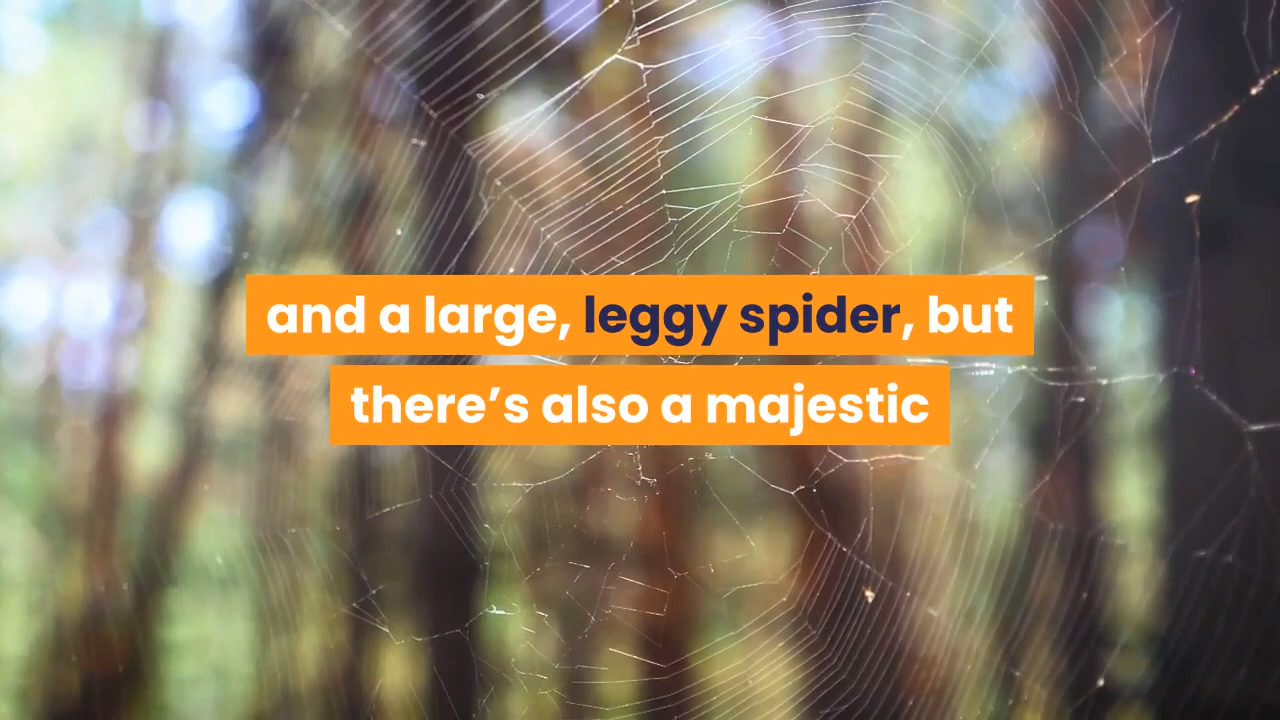 and a large, leggy spider, but
there’s also a majestic